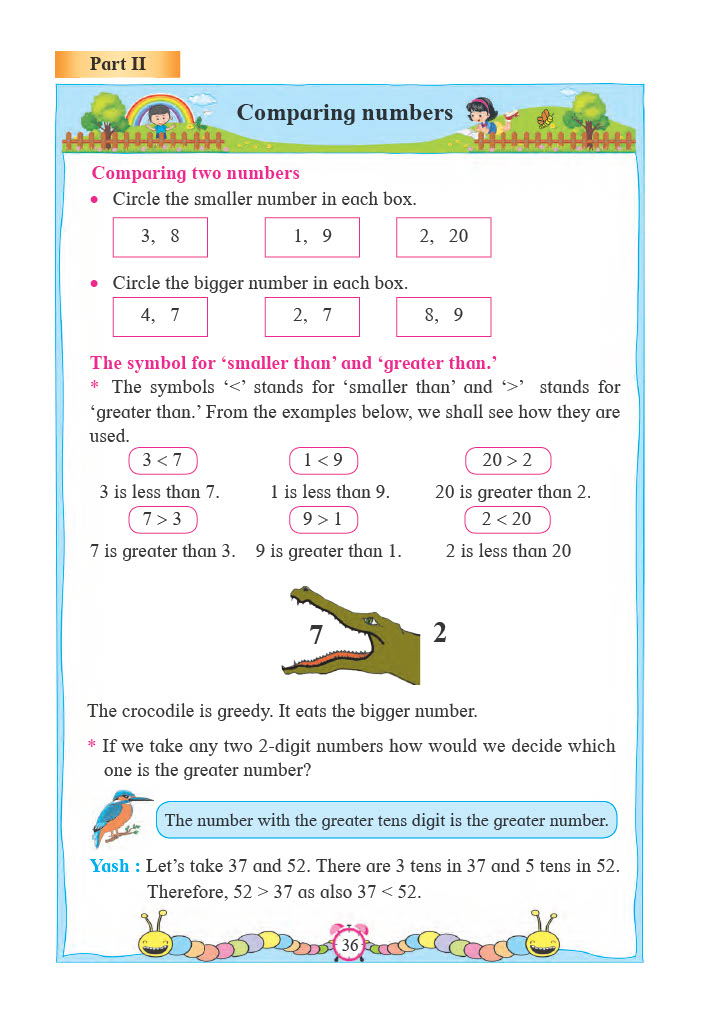 Part II
Comparing numbers
Comparing two numbers
• Circle the smaller number in each box.
3, 8 1, 9 2, 20
• Circle the bigger number in each box.
4, 7 2, 7 8, 9
The symbol for ‘smaller than’ and ‘greater than.’
* The symbols ‘<’ stands for ‘smaller than’ and ‘>’ stands for
‘greater than.’ From the examples below, we shall see how they are
used.
3 < 7 1 < 9 20 > 2
3 is less than 7. 1 is less than 9. 20 is greater than 2.
7 > 3 9 > 1 2 < 20
7 is greater than 3. 9 is greater than 1. 2 is less than 20
7 2
The crocodile is greedy. It eats the bigger number.
* If we take any two 2-digit numbers how would we decide which
one is the greater number?
The number with the greater tens digit is the greater number.
Yash : Let’s take 37 and 52. There are 3 tens in 37 and 5 tens in 52.
Therefore, 52 > 37 as also 37 < 52.
36